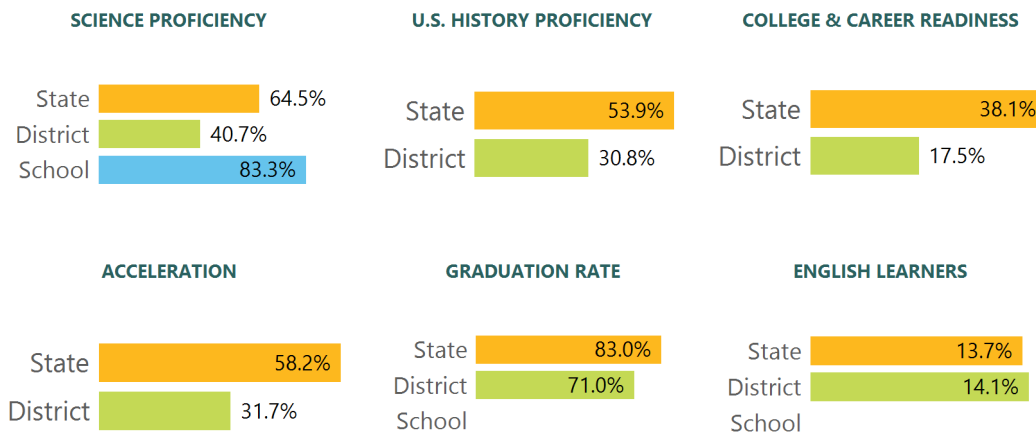 SCIENCE PROFICIENCY
State 64.5%
District 40.7%
School 83.3%
U.S. HISTORY PROFICIENCY
State 53.9%
District 30.8%
COLLEGE & CAREER READINESS
State 38.1%
District 17.5%
ACCELERATION
State 58.2%
District 31.7%
GRADUATION RATE
State 83.0%
District 71.0%
School
ENGLISH LEARNERS
State 13.7%
District 14.1%
School